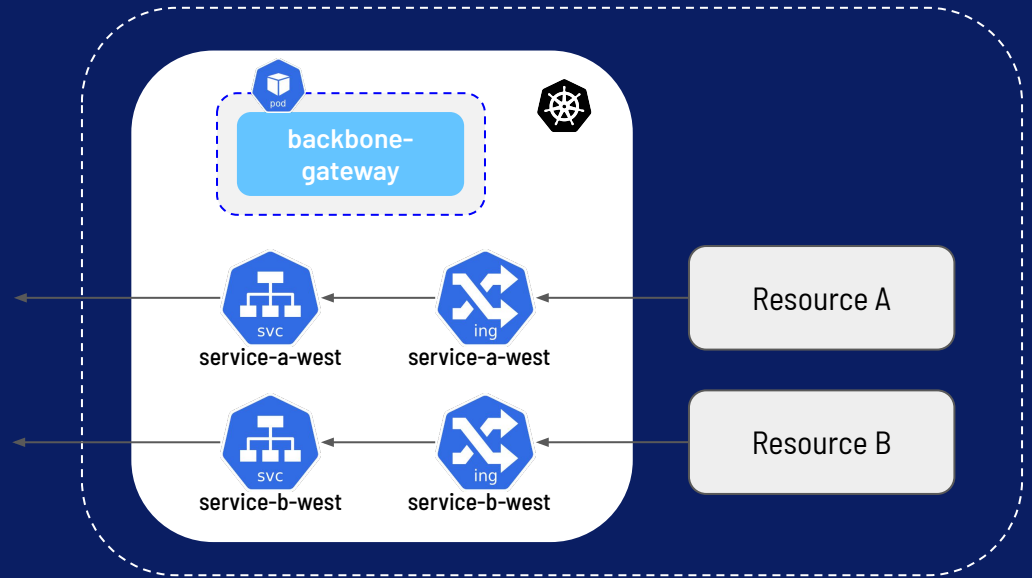 pod
backbone-
gateway
svc
ing
Resource A
service-a-west
service-a-west
svc
ing
Resource B
service-b-west
service-b-west